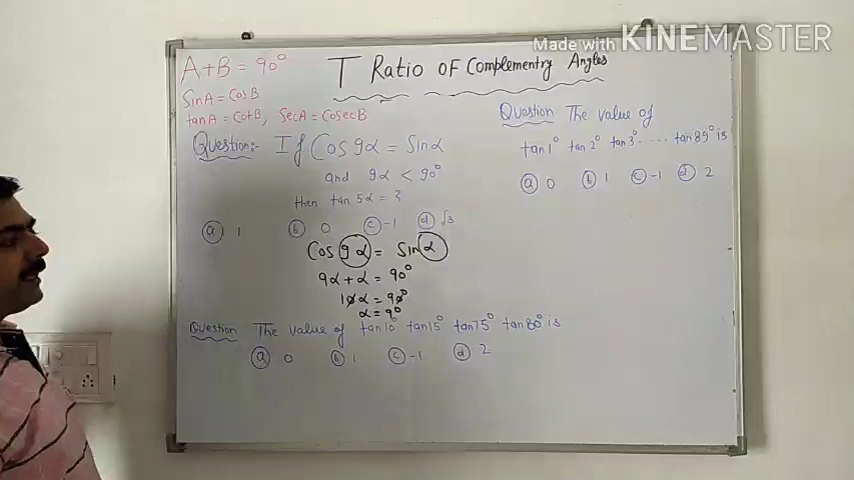 Made with KINEMASTER
T Ratio OF Complementry Angles
A+B = 90°
SinA = CosB
tanA = CotB, SecA = CosecB
Question:- If Cos 9α = Sinα
and 9α < 90°
then tan 5α = ?
(a) 1 (b) 0 (c) -1 (d) √3
Cos 9α = Sin α
9α + α = 90°
10α = 90°
α = 9°
Question The value of tan10° tan15° tan75° tan80° is
(a) 0 (b) 1 (c) -1 (d) 2
Question The value of
tan1° tan2° tan3° ..... tan89° is
(a) 0 (b) 1 (c) -1 (d) 2